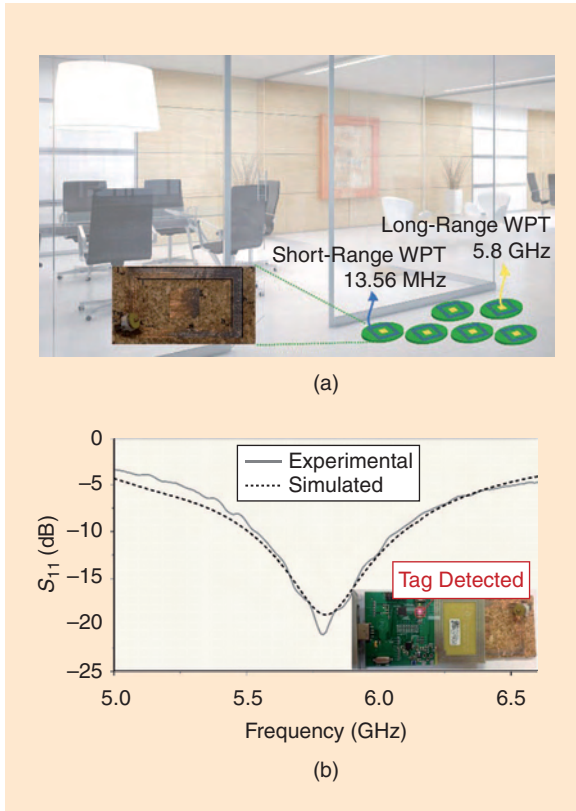 Long-Range WPT
5.8 GHz
Short-Range WPT
13.56 MHz
(a)
0
–5
–10
–15
–20
–25
S11 (dB)
Experimental
Simulated
Tag Detected
5.0
5.5
6.0
6.5
Frequency (GHz)
(b)